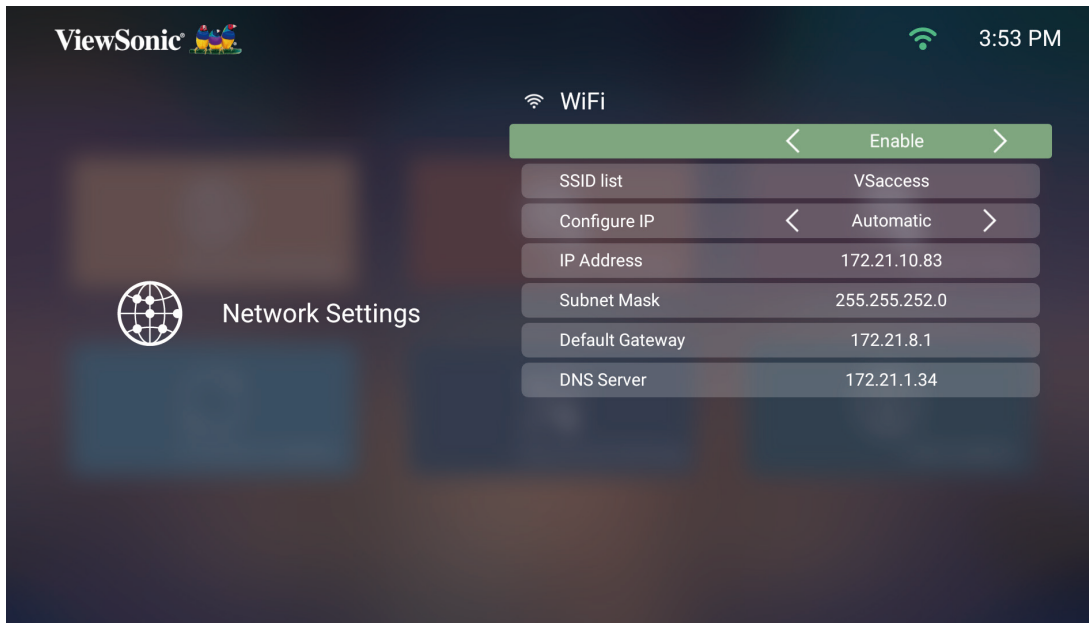 ViewSonic®
3:53 PM
WiFi
Enable
SSID list VSaccess
Configure IP Automatic
IP Address 172.21.10.83
Subnet Mask 255.255.252.0
Network Settings
Default Gateway 172.21.8.1
DNS Server 172.21.1.34